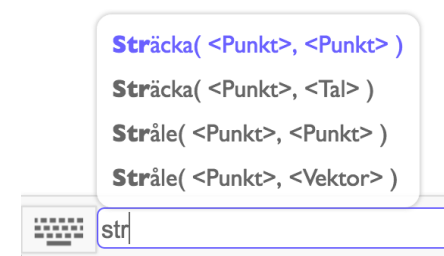 Sträcka( <Punkt>, <Punkt> )
Sträcka( <Punkt>, <Tal> )
Stråle( <Punkt>, <Punkt> )
Stråle( <Punkt>, <Vektor> )
str